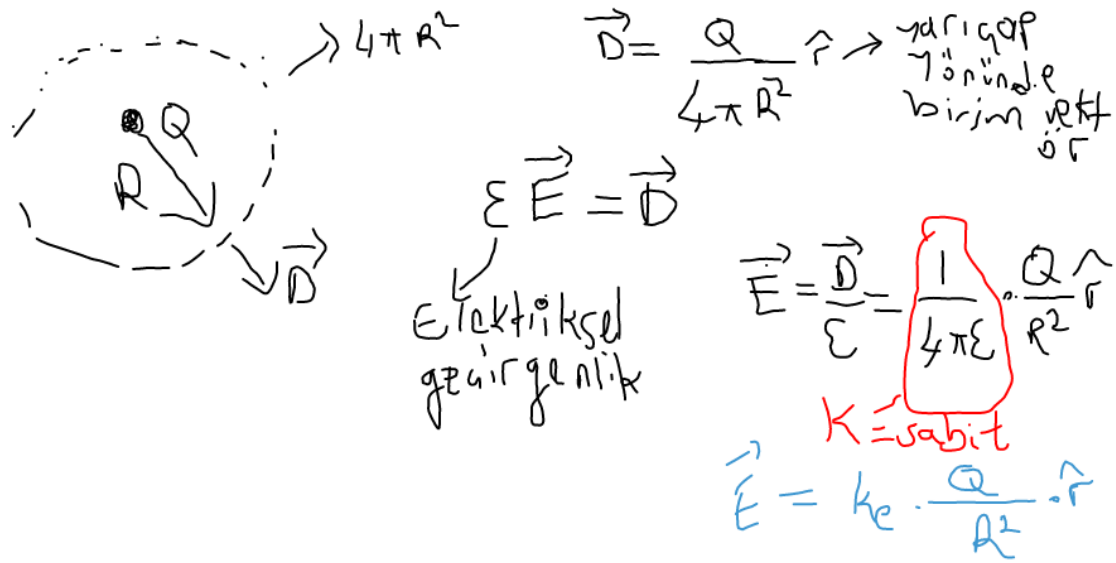 4πR²
Q
R
D⃗
D⃗ = Q / 4πR² r̂ → yarıçap
yönünde
birim vekt
ör
εE⃗ = D⃗
Elektriksel
geçirgenlik
E⃗ = D⃗/ε = 1/4πε · Q/R² r̂
K = sabit
E⃗ = ke · Q/R² · r̂